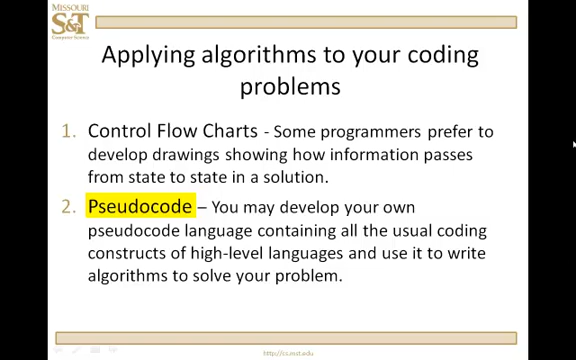 MISSOURI
S&T
Computer Science
Applying algorithms to your coding
problems
1. Control Flow Charts - Some programmers prefer to
develop drawings showing how information passes
from state to state in a solution.
2. Pseudocode – You may develop your own
pseudocode language containing all the usual coding
constructs of high-level languages and use it to write
algorithms to solve your problem.
http://cs.mst.edu